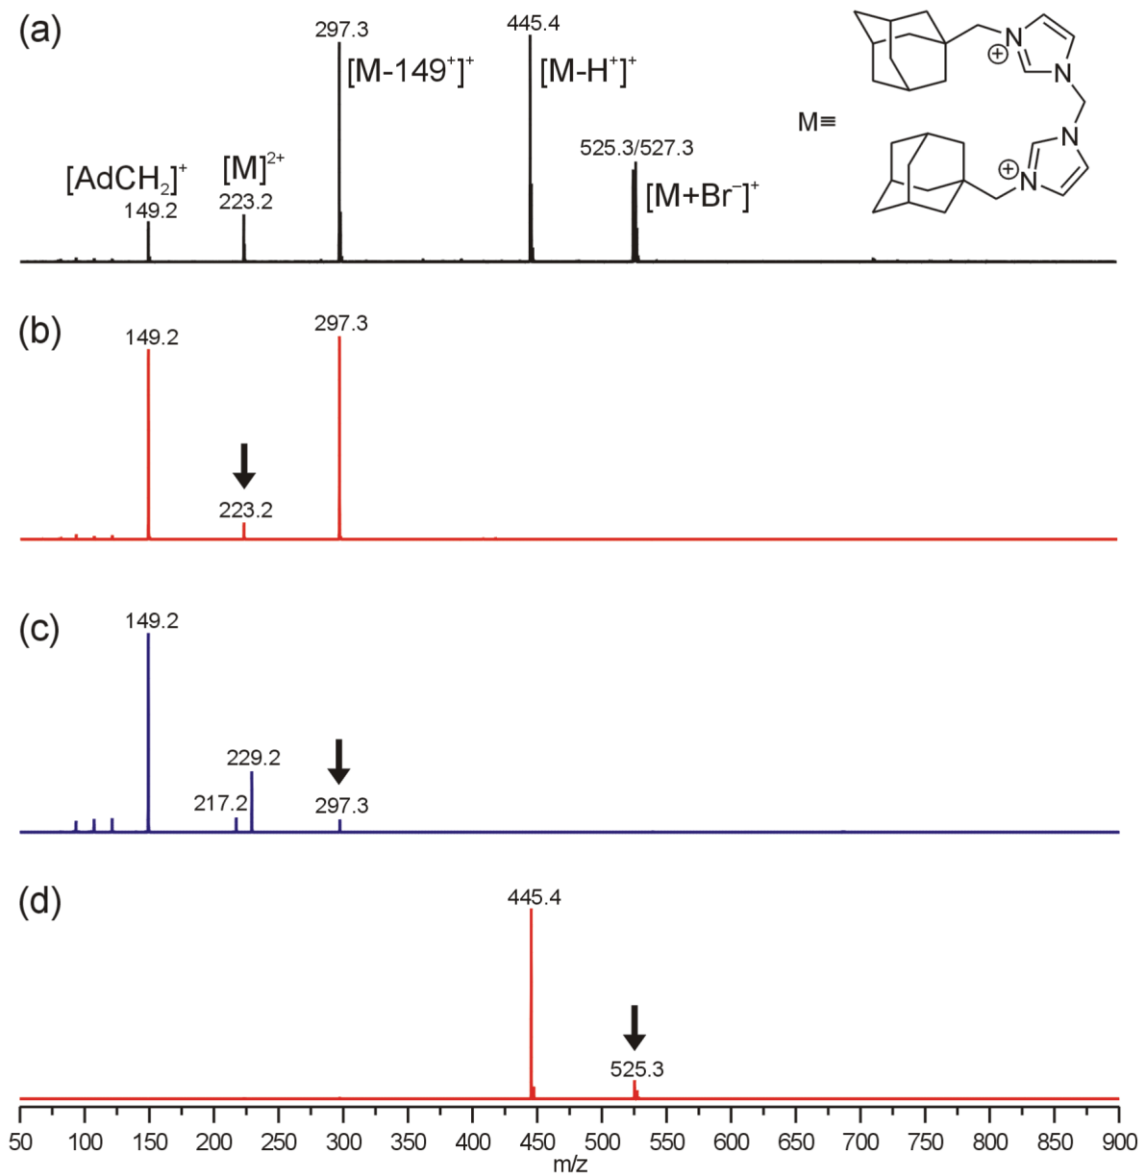 (a)
297.3
445.4
[M-149⁺]⁺
[M-H⁺]⁺
[AdCH₂]⁺
149.2
[M]²⁺
223.2
525.3/527.3
[M+Br⁻]⁺
M≡
N
⊕
N
N
⊕
N
(b)
149.2
297.3
223.2
(c)
149.2
229.2
217.2
297.3
(d)
445.4
525.3
50 100 150 200 250 300 350 400 450 500 550 600 650 700 750 800 850 900
m/z